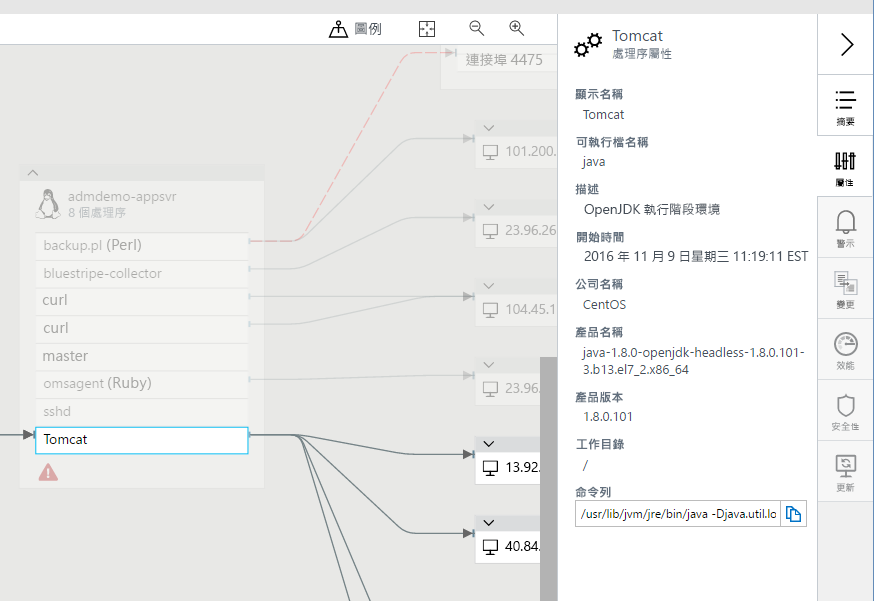 圖例
連接埠 4475
101.200.
23.96.26
104.45.1
23.96.
13.92.
40.84.
admdemo-appsvr
8 個處理序
backup.pl (Perl)
bluestripe-collector
curl
curl
master
omsagent (Ruby)
sshd
Tomcat
Tomcat
處理序屬性
顯示名稱
Tomcat
可執行檔名稱
java
描述
OpenJDK 執行階段環境
開始時間
2016 年 11 月 9 日星期三 11:19:11 EST
公司名稱
CentOS
產品名稱
java-1.8.0-openjdk-headless-1.8.0.101-
3.b13.el7_2.x86_64
產品版本
1.8.0.101
工作目錄
/
命令列
/usr/lib/jvm/jre/bin/java -Djava.util.lo
摘要
屬性
警示
變更
效能
安全性
更新